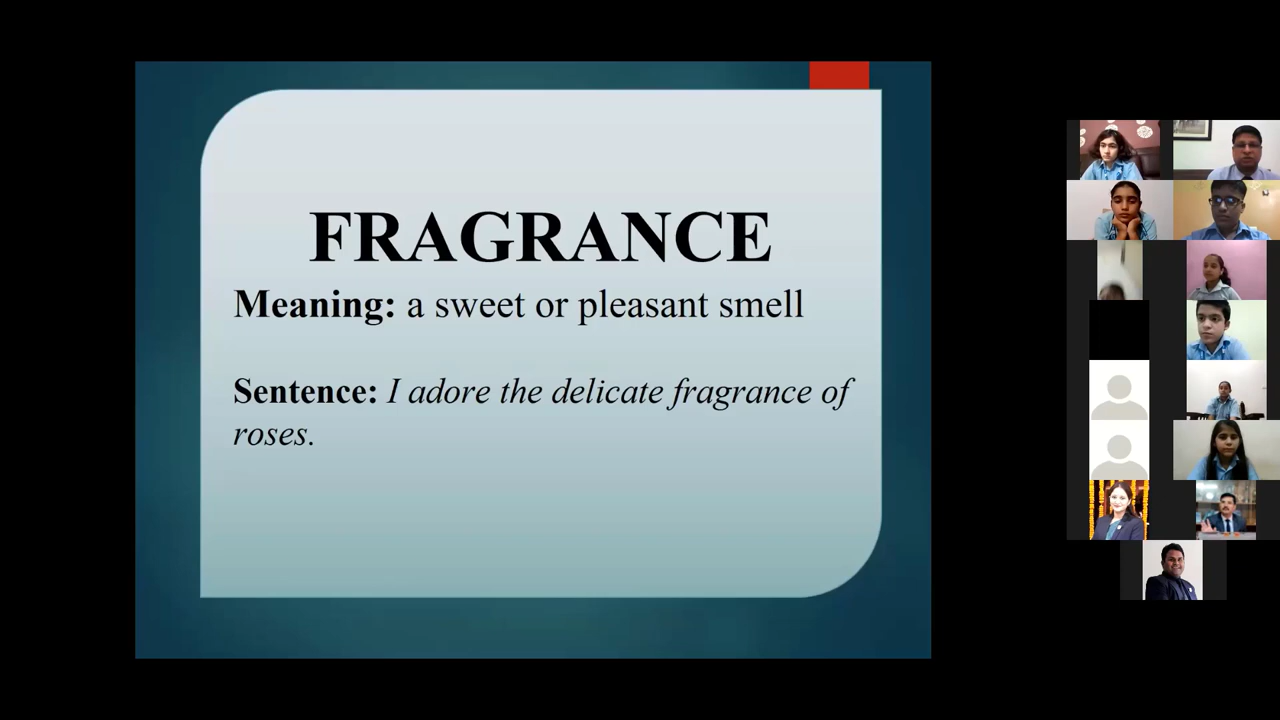 FRAGRANCE
Meaning: a sweet or pleasant smell
Sentence: I adore the delicate fragrance of
roses.